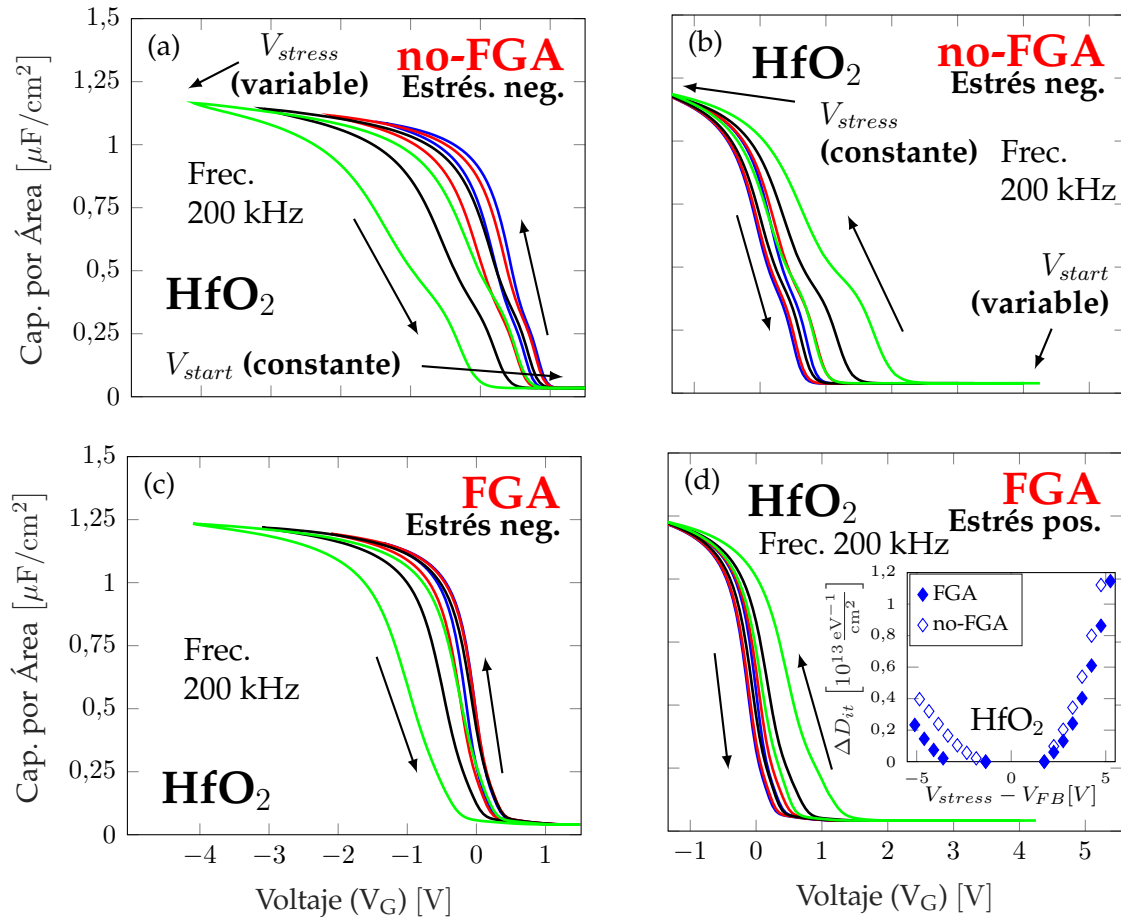 1,5
1,25
1
0,75
0,5
0,25
0
Cap. por Área [μF/cm²]
(a)
V_stress
(variable)
no-FGA
Estrés. neg.
Frec.
200 kHz
HfO₂
V_start (constante)
(b)
HfO₂
no-FGA
Estrés neg.
V_stress
(constante)
Frec.
200 kHz
V_start
(variable)
1,5
1,25
1
0,75
0,5
0,25
0
Cap. por Área [μF/cm²]
(c)
FGA
Estrés neg.
Frec.
200 kHz
HfO₂
−4 −3 −2 −1 0 1
Voltaje (V_G) [V]
(d)
HfO₂
FGA
Estrés pos.
Frec. 200 kHz
1,2
1
0,8
0,6
0,4
0,2
0
ΔD_it [10¹³ eV⁻¹/cm²]
FGA
no-FGA
HfO₂
−5 0 5
V_stress − V_FB[V]
−1 0 1 2 3 4 5
Voltaje (V_G) [V]